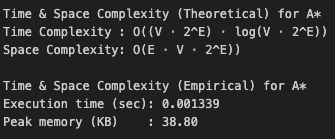 Time & Space Complexity (Theoretical) for A*
Time Complexity : O((V · 2^E) · log(V · 2^E))
Space Complexity: O(E · V · 2^E))
Time & Space Complexity (Empirical) for A*
Execution time (sec): 0.001339
Peak memory (KB)    : 38.80